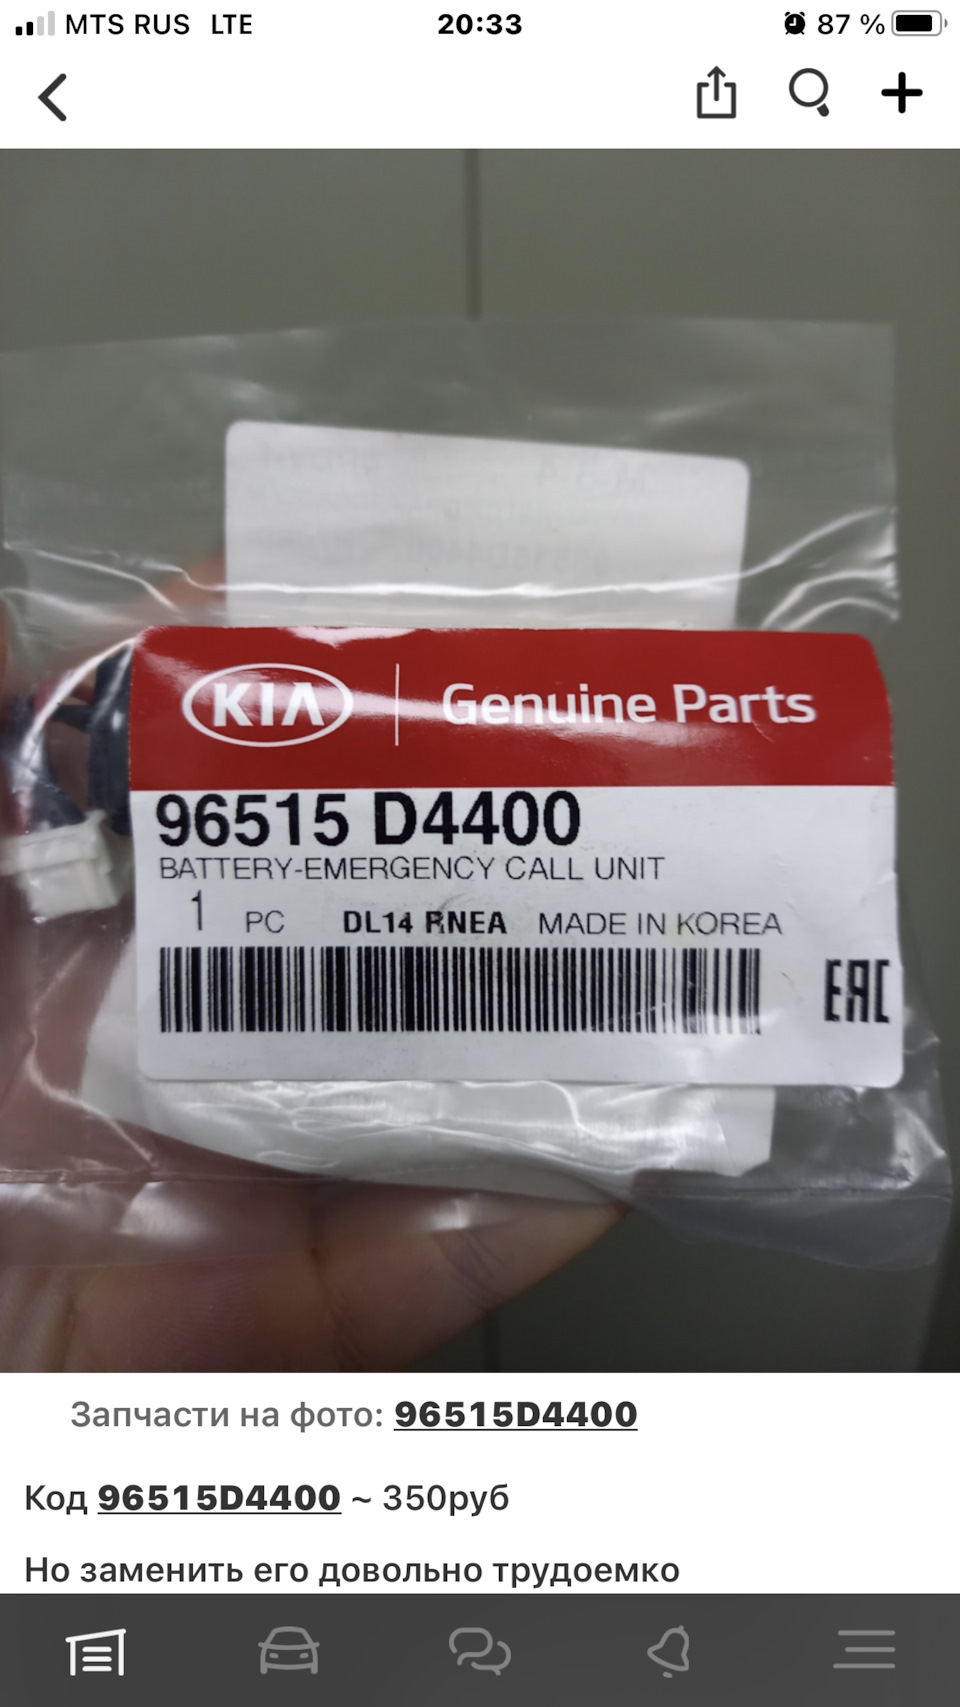 MTS RUS LTE 20:33 87 %
KIA Genuine Parts
96515 D4400
BATTERY-EMERGENCY CALL UNIT
1 PC DL14 RNEA MADE IN KOREA
EAC
Запчасти на фото: 96515D4400
Код 96515D4400 ~ 350руб
Но заменить его довольно трудоемко